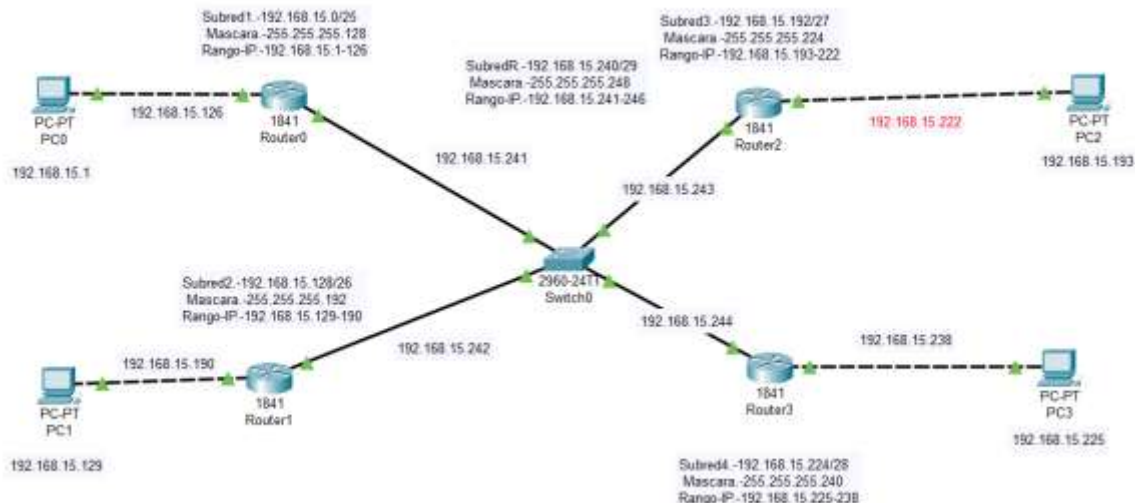 Subred1.-192.168.15.0/25
Mascara.-255.255.255.128
Rango-IP.-192.168.15.1-126
192.168.15.126
1841
Router0
PC-PT
PC0
192.168.15.1
SubredR.-192.168.15.240/29
Mascara.-255.255.255.248
Rango-IP.-192.168.15.241-246
Subred3.-192.168.15.192/27
Mascara.-255.255.255.224
Rango-IP.-192.168.15.193-222
192.168.15.222
1841
Router2
PC-PT
PC2
192.168.15.193
192.168.15.241
192.168.15.243
2960-24TT
Switch0
Subred2.-192.168.15.128/26
Mascara.-255.255.255.192
Rango-IP.-192.168.15.129-190
192.168.15.190
192.168.15.242
1841
Router1
PC-PT
PC1
192.168.15.129
192.168.15.244
192.168.15.238
1841
Router3
PC-PT
PC3
192.168.15.225
Subred4.-192.168.15.224/28
Mascara.-255.255.255.240
Rango-IP.-192.168.15.225-238